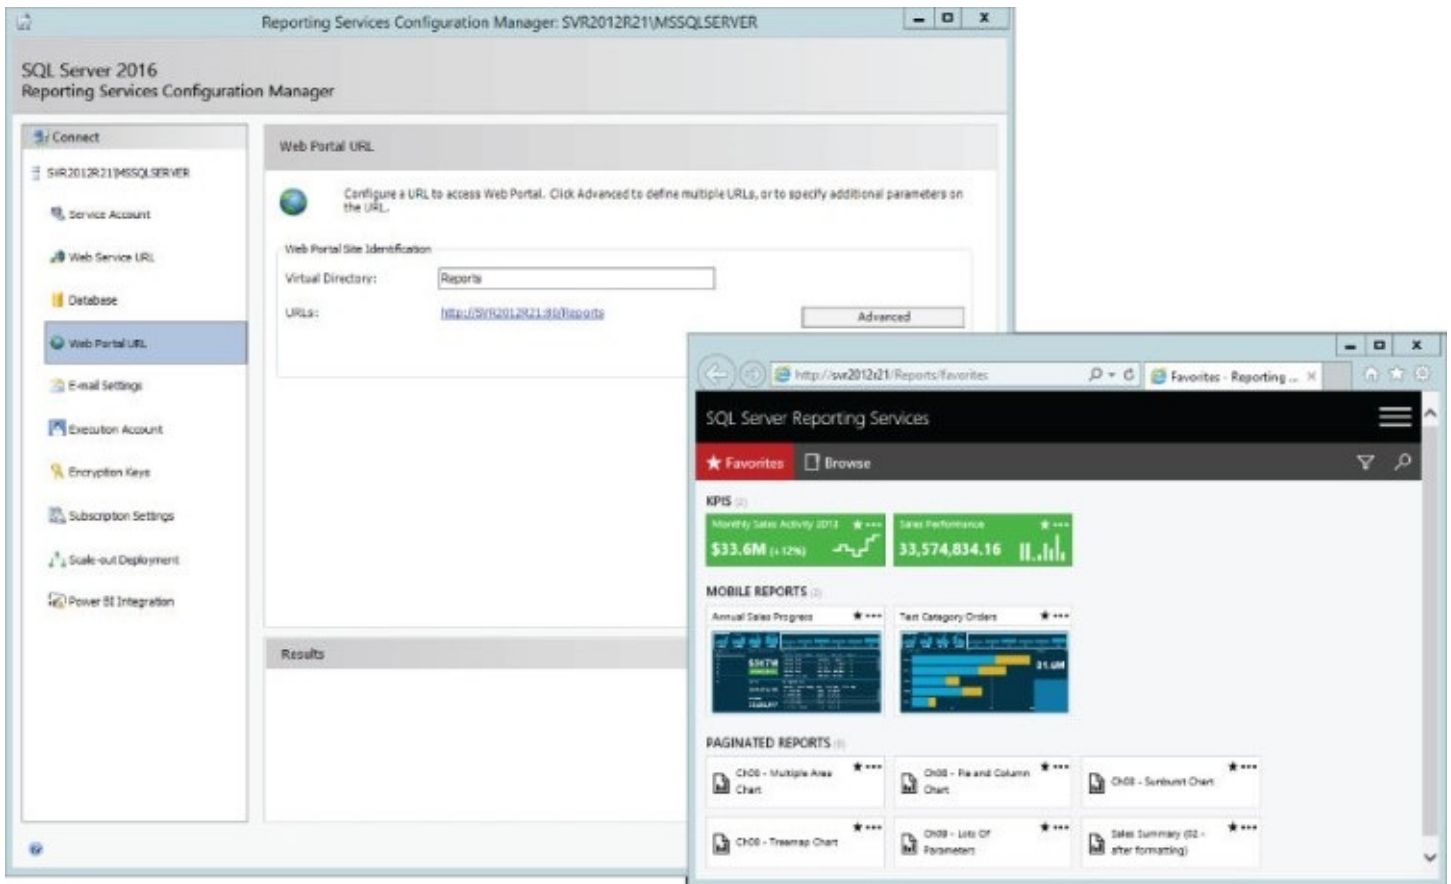 Reporting Services Configuration Manager: SVR2012R21\MSSQLSERVER
SQL Server 2016
Reporting Services Configuration Manager
Connect
SVR2012R21\MSSQLSERVER
Service Account
Web Service URL
Database
Web Portal URL
E-mail Settings
Execution Account
Encryption Keys
Subscription Settings
Scale-out Deployment
Power BI Integration
Web Portal URL
Configure a URL to access Web Portal. Click Advanced to define multiple URLs, or to specify additional parameters on
the URL.
Web Portal Site Identification
Virtual Directory: Reports
URLs: http://SVR2012R21:80/Reports
Advanced
Results
http://svr2012r21/Reports/favorites
Favorites - Reporting ...
SQL Server Reporting Services
Favorites Browse
KPIS (2)
Monthly Sales Activity 2013
$33.6M (+12%)
Sales Performance
33,574,834.16
MOBILE REPORTS (2)
Annual Sales Progress
Test Category Orders
PAGINATED REPORTS
Ch08 - Multiple Area
Chart
Ch08 - Pie and Column
Chart
Ch08 - Sunburst Chart
Ch08 - Treemap Chart
Ch09 - Lots Of
Parameters
Sales Summary (02 -
after formatting)